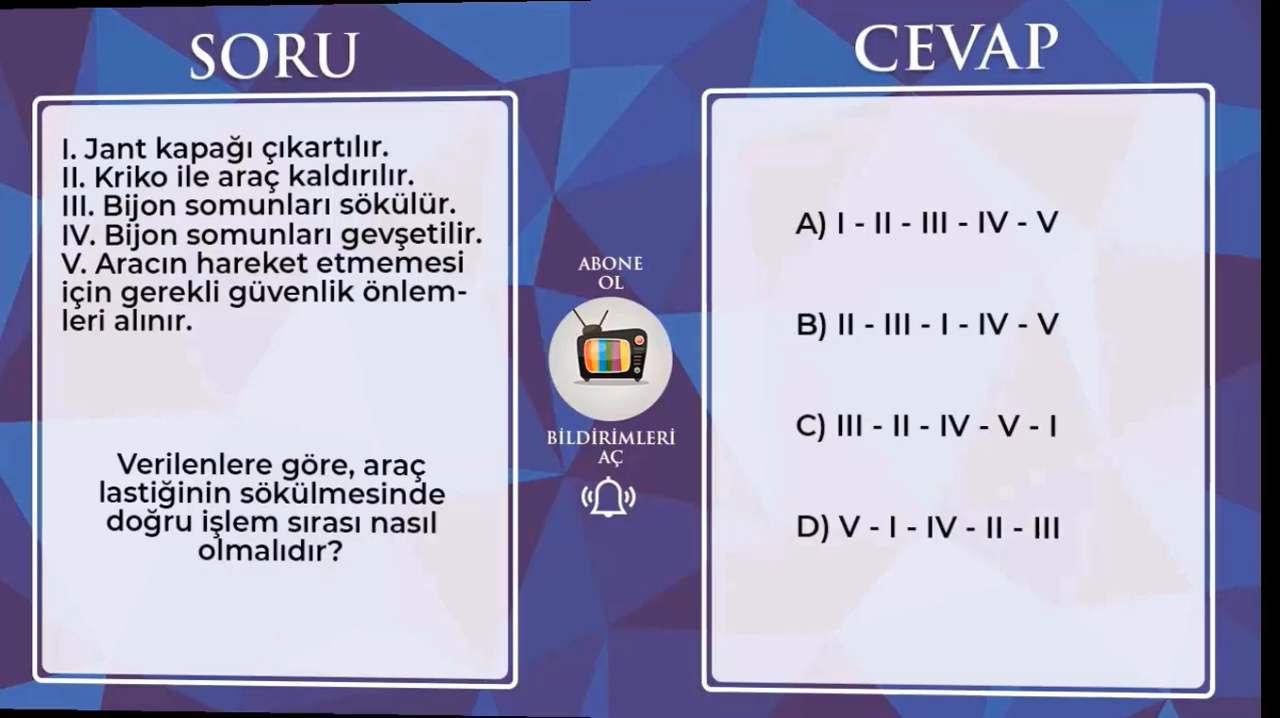 SORU
I. Jant kapağı çıkartılır.
II. Kriko ile araç kaldırılır.
III. Bijon somunları sökülür.
IV. Bijon somunları gevşetilir.
V. Aracın hareket etmemesi
için gerekli güvenlik önlem-
leri alınır.
Verilenlere göre, araç
lastiğinin sökülmesinde
doğru işlem sırası nasıl
olmalıdır?
ABONE
OL
BİLDİRİMLERİ
AÇ
CEVAP
A) I - II - III - IV - V
B) II - III - I - IV - V
C) III - II - IV - V - I
D) V - I - IV - II - III